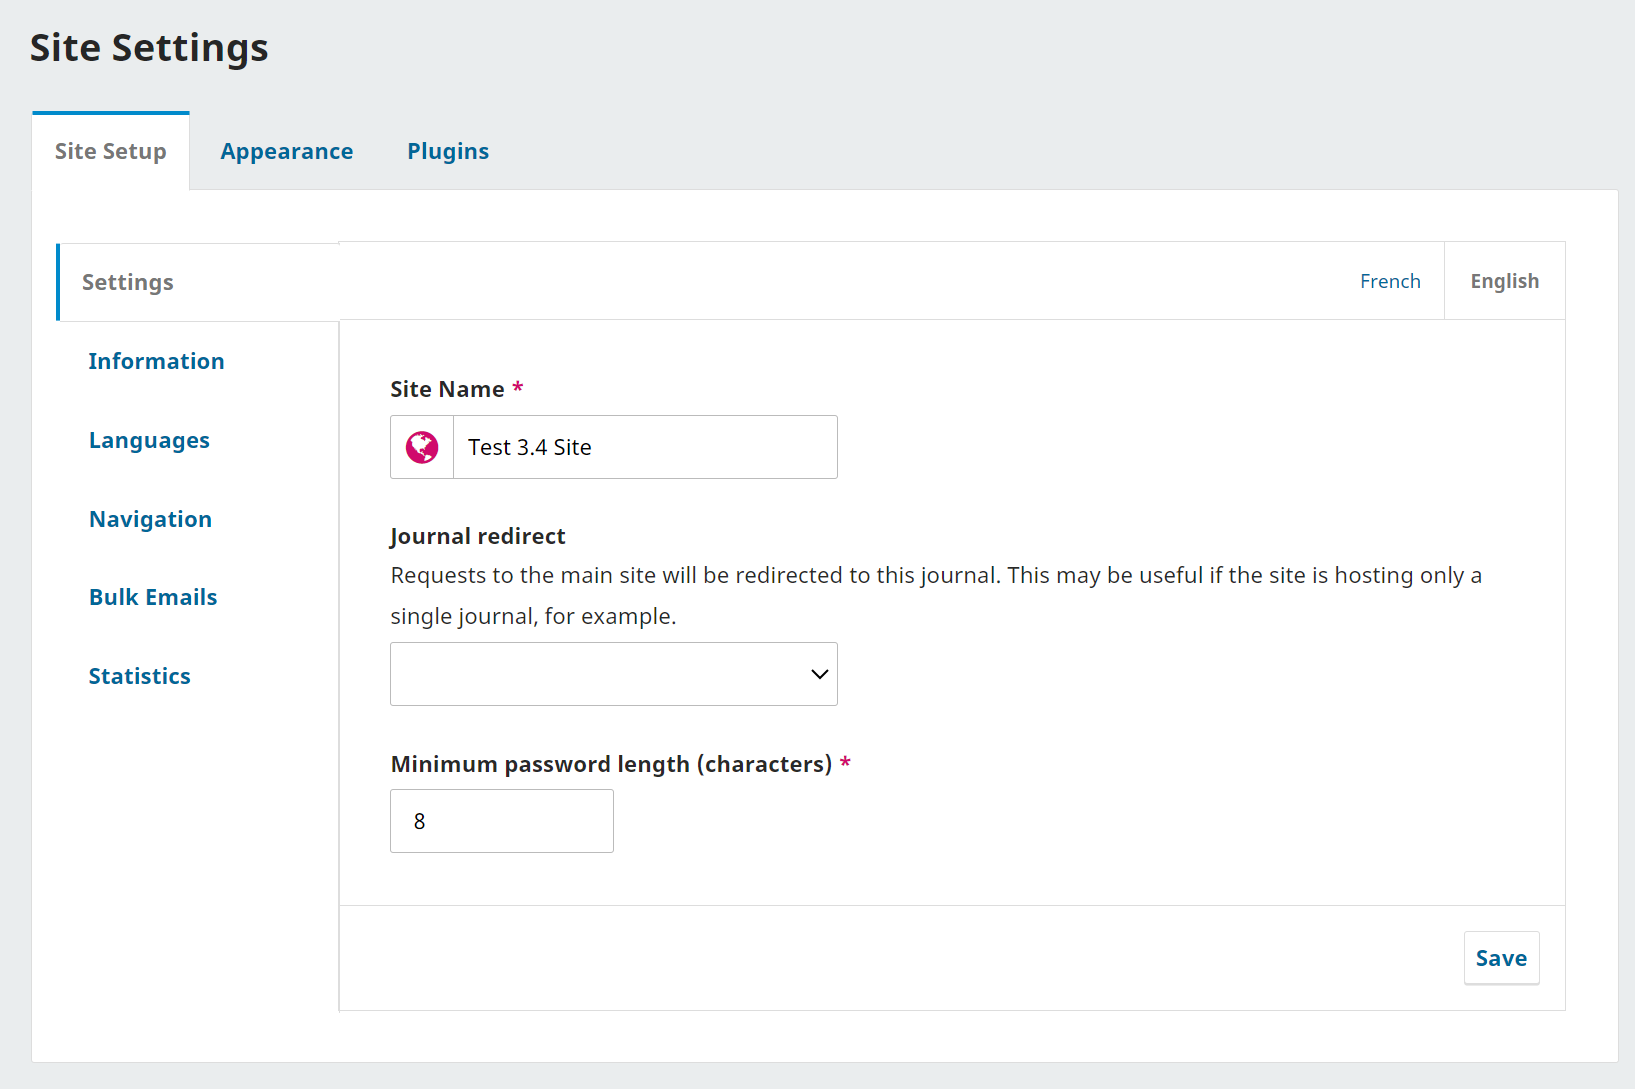 Site Settings
Site Setup
Appearance
Plugins
Settings
Information
Languages
Navigation
Bulk Emails
Statistics
French
English
Site Name *
Test 3.4 Site
Journal redirect
Requests to the main site will be redirected to this journal. This may be useful if the site is hosting only a
single journal, for example.
Minimum password length (characters) *
8
Save